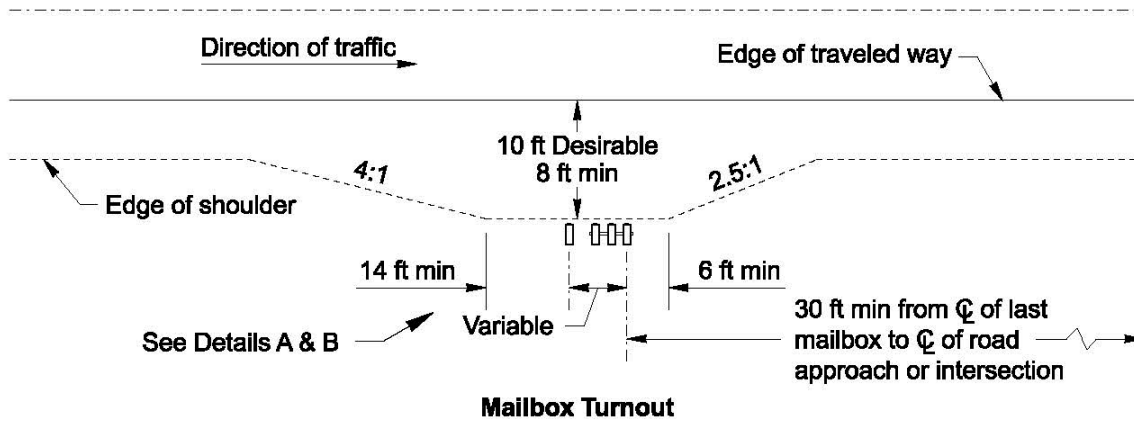 Direction of traffic
Edge of traveled way
10 ft Desirable
8 ft min
4:1
2.5:1
Edge of shoulder
14 ft min
6 ft min
Variable
See Details A & B
30 ft min from ℄ of last
mailbox to ℄ of road
approach or intersection
Mailbox Turnout